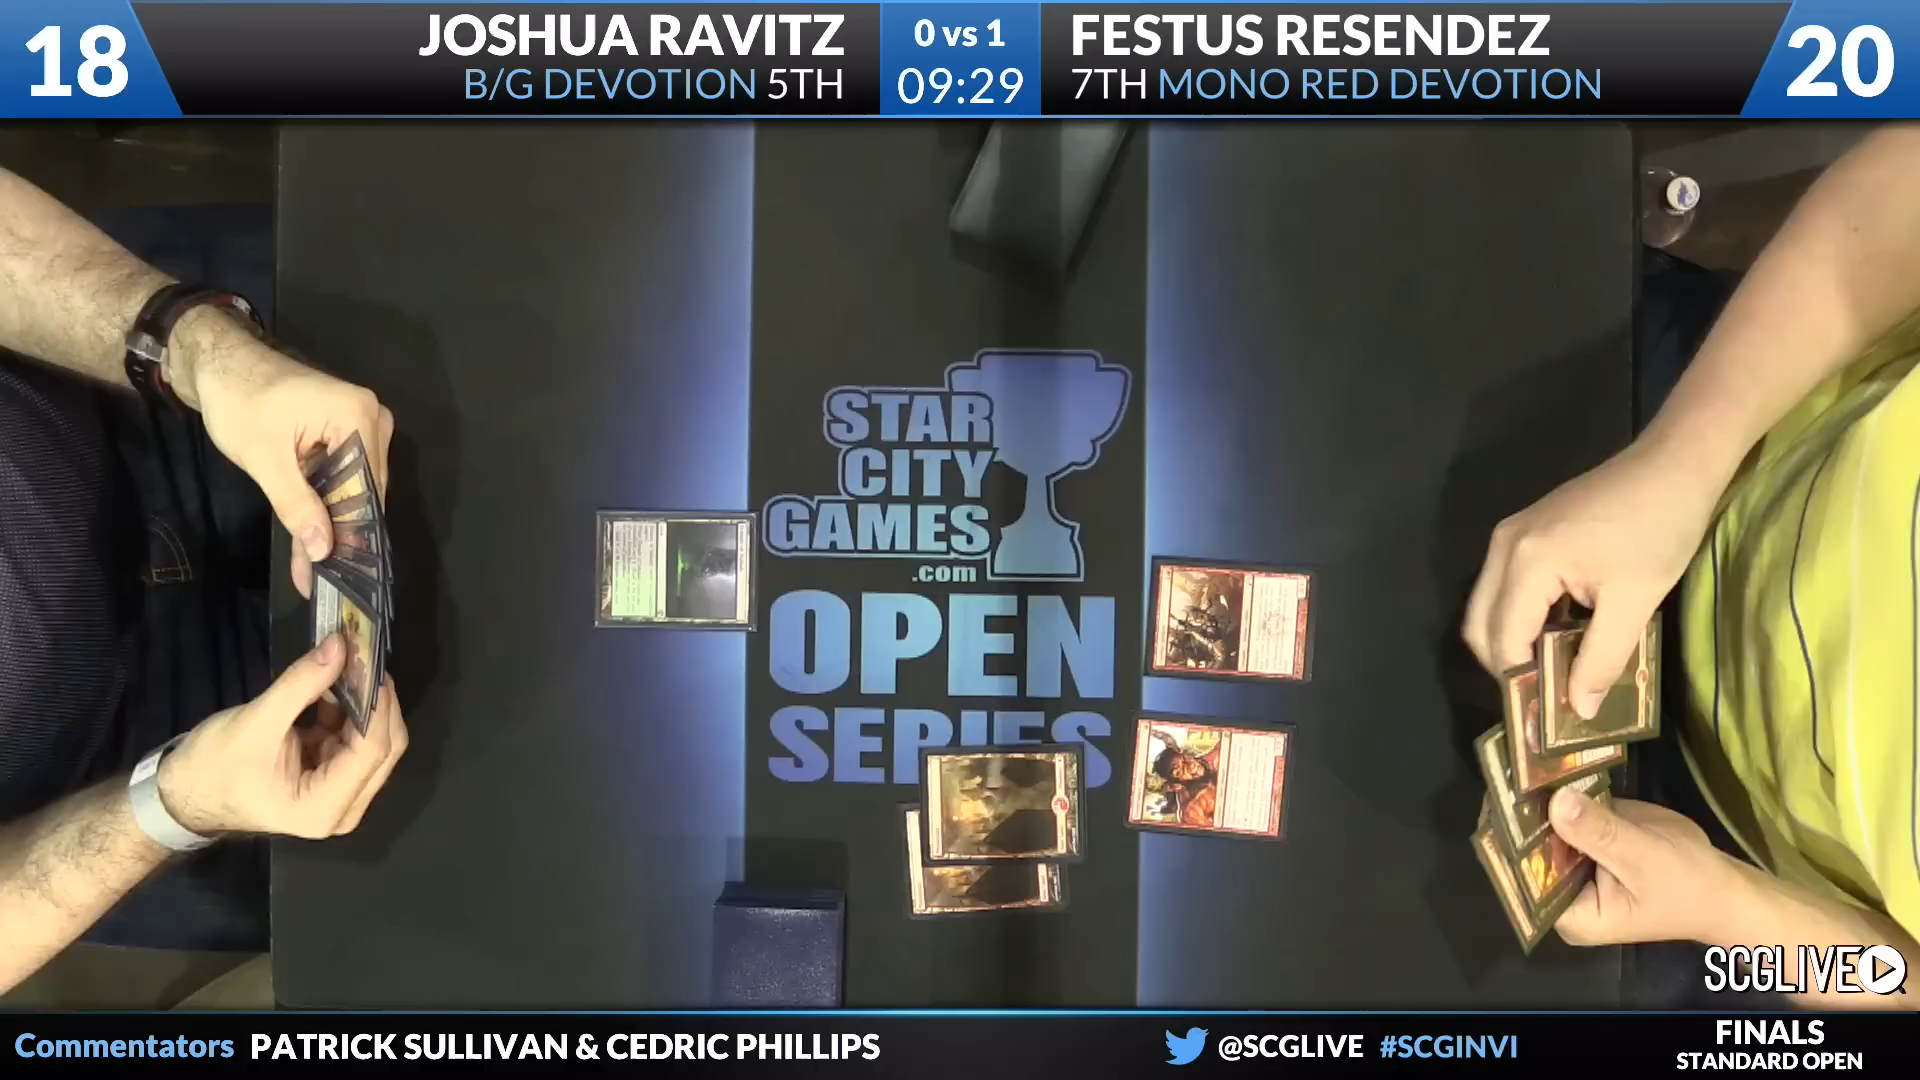 18
JOSHUA RAVITZ
B/G DEVOTION 5TH
0 vs 1
09:29
FESTUS RESENDEZ
7TH MONO RED DEVOTION
20
STAR
CITY
GAMES
.com
OPEN
SERIES
SCGLIVE
Commentators PATRICK SULLIVAN & CEDRIC PHILLIPS
@SCGLIVE #SCGINVI
FINALS
STANDARD OPEN